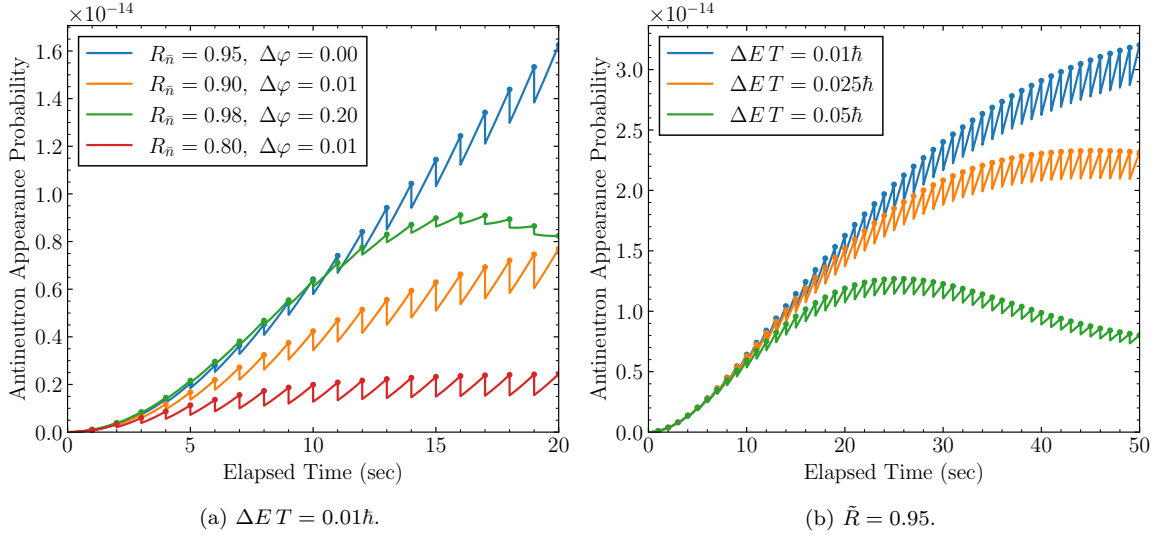 ×10⁻¹⁴
Antineutron Appearance Probability
1.6
1.4
1.2
1.0
0.8
0.6
0.4
0.2
0.0
R_n̄ = 0.95, Δφ = 0.00
R_n̄ = 0.90, Δφ = 0.01
R_n̄ = 0.98, Δφ = 0.20
R_n̄ = 0.80, Δφ = 0.01
0 5 10 15 20
Elapsed Time (sec)
(a) ΔE T = 0.01ℏ.
×10⁻¹⁴
Antineutron Appearance Probability
3.0
2.5
2.0
1.5
1.0
0.5
0.0
ΔE T = 0.01ℏ
ΔE T = 0.025ℏ
ΔE T = 0.05ℏ
0 10 20 30 40 50
Elapsed Time (sec)
(b) R̃ = 0.95.